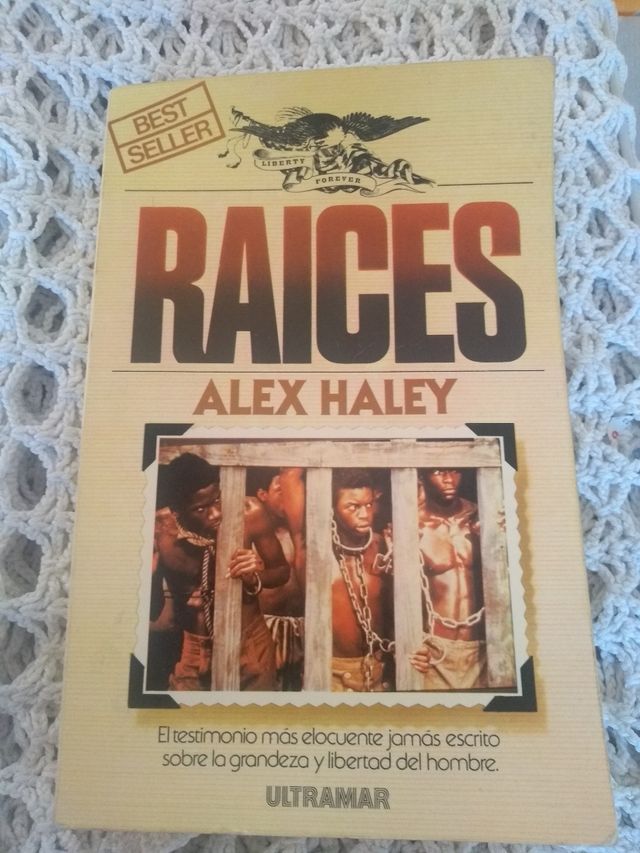 BEST
SELLER
LIBERTY
FOREVER
RAICES
ALEX HALEY
El testimonio más elocuente jamás escrito
sobre la grandeza y libertad del hombre.
ULTRAMAR